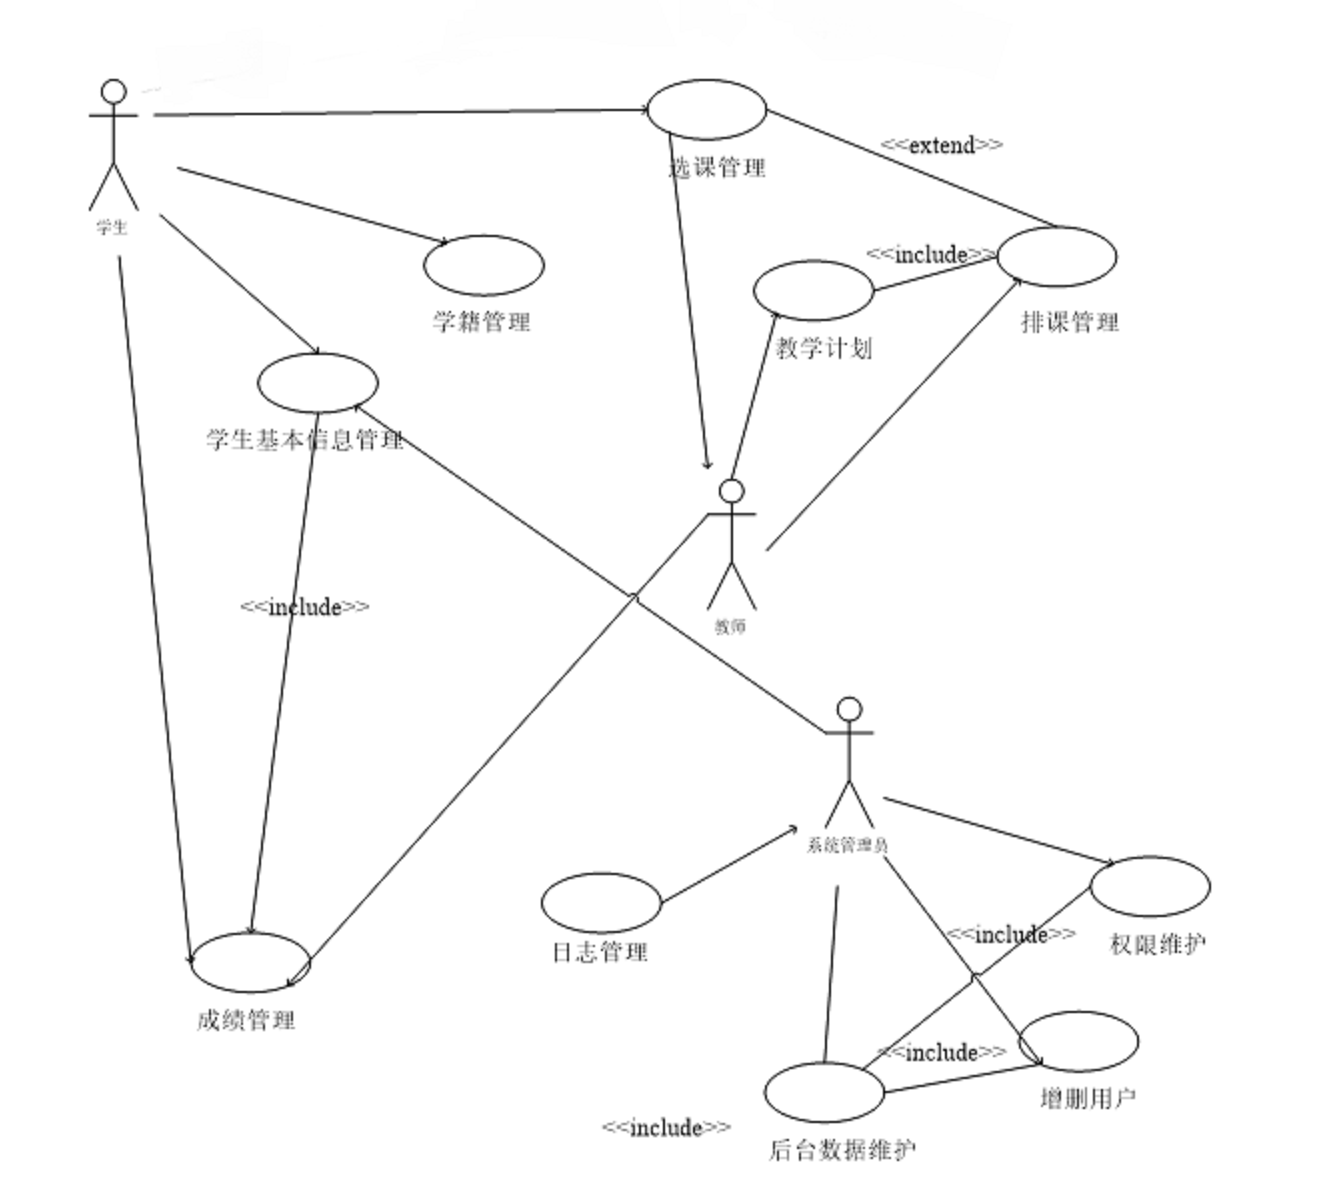 <<extend>>
选课管理
学生
<<include>>
学籍管理
排课管理
教学计划
学生基本信息管理
<<include>>
教师
系统管理员
<<include>>
权限维护
日志管理
成绩管理
<<include>>
增删用户
<<include>>
后台数据维护